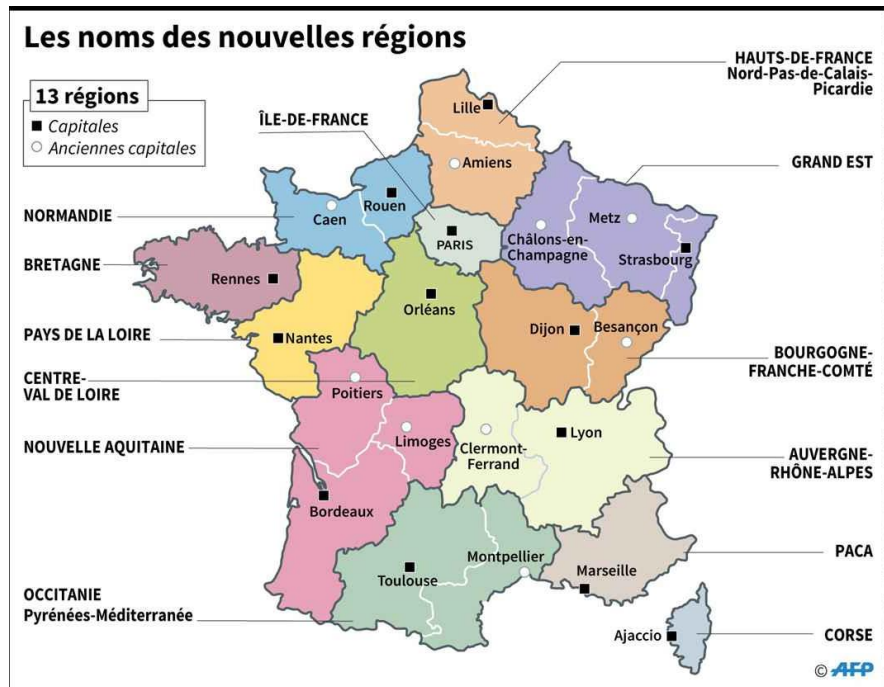 Les noms des nouvelles régions
13 régions
Capitales
Anciennes capitales
HAUTS-DE-FRANCE
Nord-Pas-de-Calais-
Picardie
ÎLE-DE-FRANCE
GRAND EST
NORMANDIE
BRETAGNE
PAYS DE LA LOIRE
CENTRE-
VAL DE LOIRE
NOUVELLE AQUITAINE
OCCITANIE
Pyrénées-Méditerranée
BOURGOGNE-
FRANCHE-COMTÉ
AUVERGNE-
RHÔNE-ALPES
PACA
CORSE
Lille
Amiens
Caen
Rouen
PARIS
Châlons-en-
Champagne
Metz
Strasbourg
Rennes
Nantes
Orléans
Dijon
Besançon
Poitiers
Limoges
Clermont-
Ferrand
Lyon
Bordeaux
Toulouse
Montpellier
Marseille
Ajaccio
© AFP